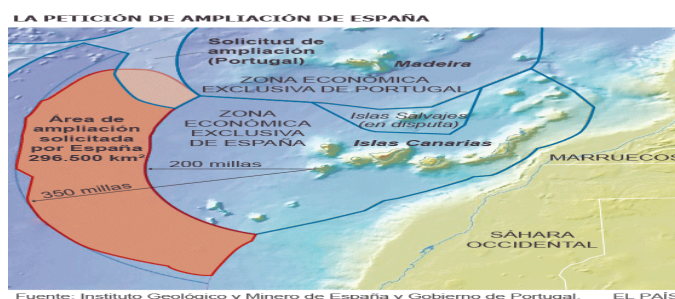 LA PETICIÓN DE AMPLIACIÓN DE ESPAÑA
Solicitud de
ampliación
(Portugal)
Madeira
ZONA ECONÓMICA
EXCLUSIVA DE PORTUGAL
Área de
ampliación
solicitada
por España
296.500 km²
ZONA
ECONÓMICA
EXCLUSIVA
DE ESPAÑA
Islas Salvajes
(en disputa)
Islas Canarias
200 millas
350 millas
MARRUECOS
SÁHARA
OCCIDENTAL
Fuente: Instituto Geológico y Minero de España y Gobierno de Portugal.
EL PAÍS